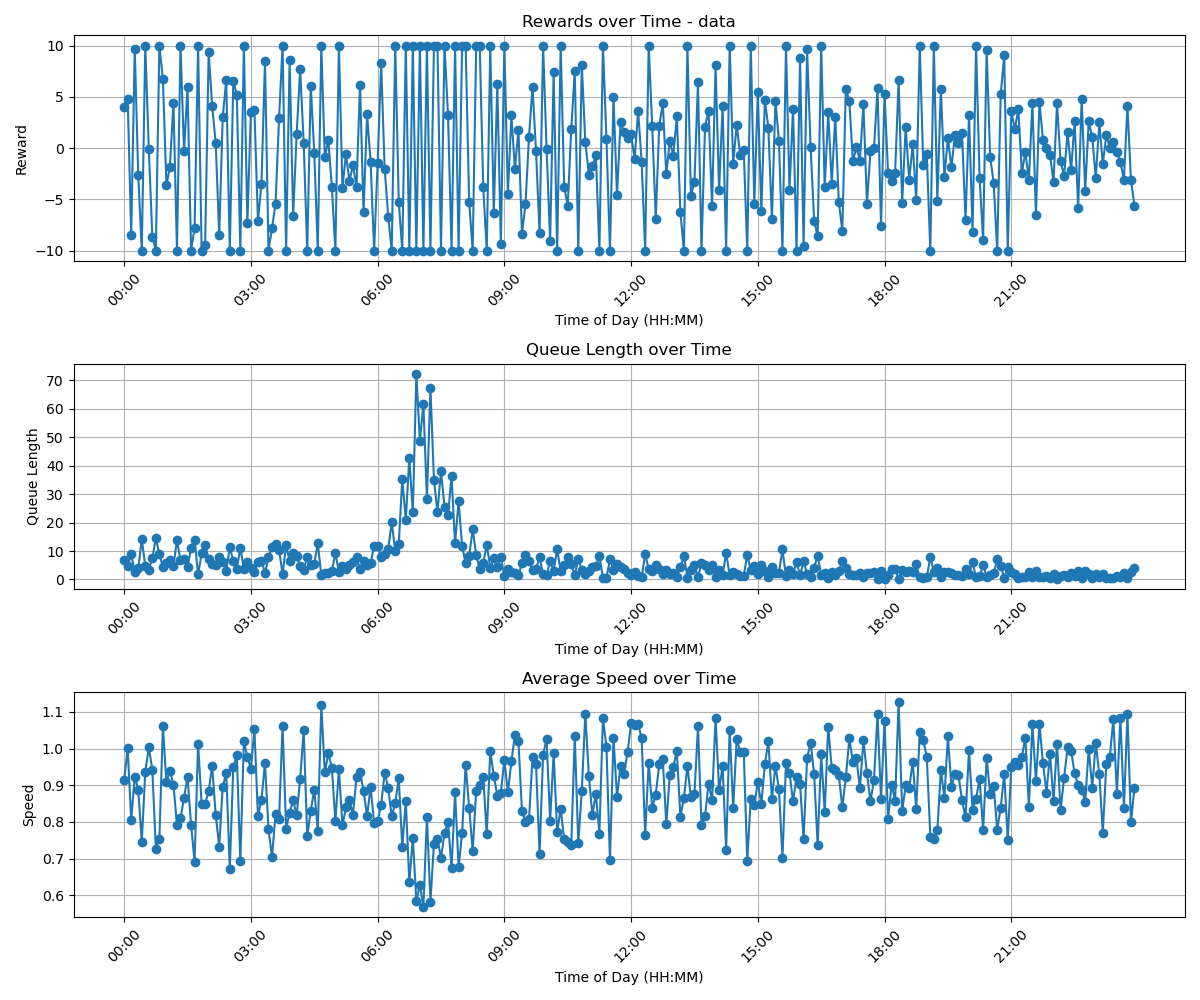 Rewards over Time - data
10
5
0
−5
−10
Reward
00:00 03:00 06:00 09:00 12:00 15:00 18:00 21:00
Time of Day (HH:MM)
Queue Length over Time
70
60
50
40
30
20
10
0
Queue Length
00:00 03:00 06:00 09:00 12:00 15:00 18:00 21:00
Time of Day (HH:MM)
Average Speed over Time
1.1
1.0
0.9
0.8
0.7
0.6
Speed
00:00 03:00 06:00 09:00 12:00 15:00 18:00 21:00
Time of Day (HH:MM)